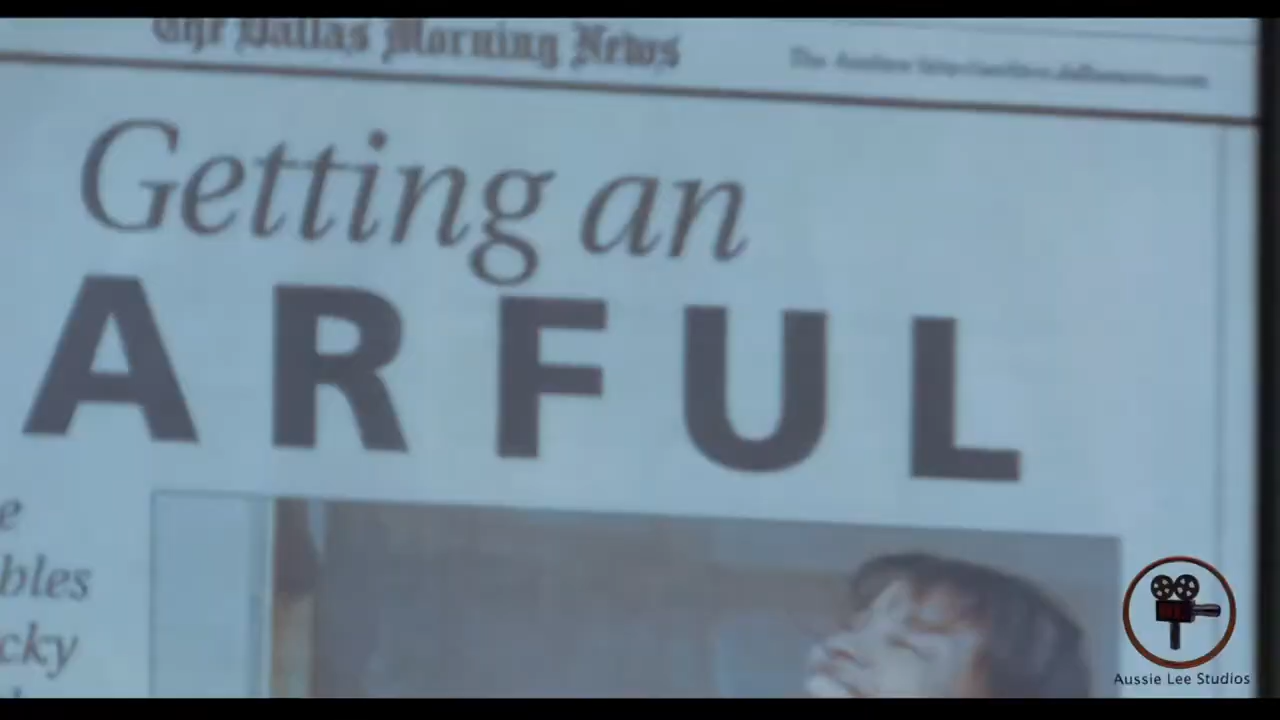 The Dallas Morning News
Getting an
ARFUL
e
bles
cky
Aussie Lee Studios